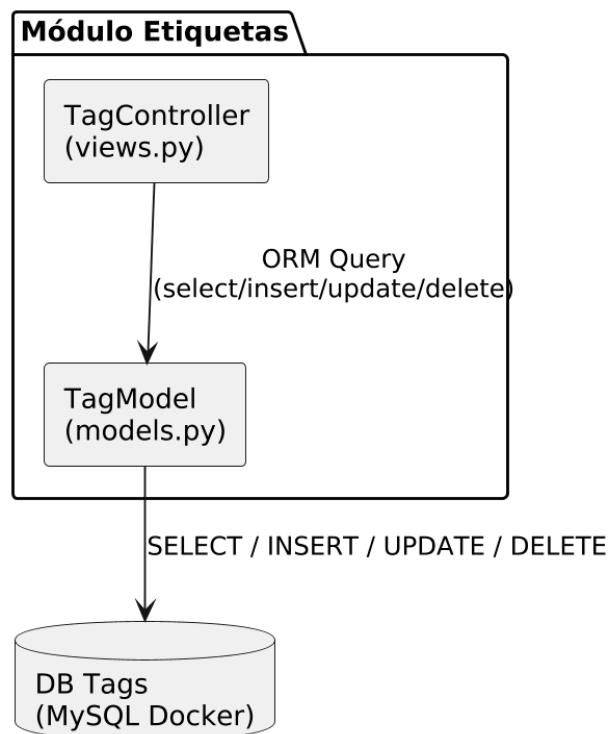 Módulo Etiquetas
TagController
(views.py)
ORM Query
(select/insert/update/delete)
TagModel
(models.py)
SELECT / INSERT / UPDATE / DELETE
DB Tags
(MySQL Docker)